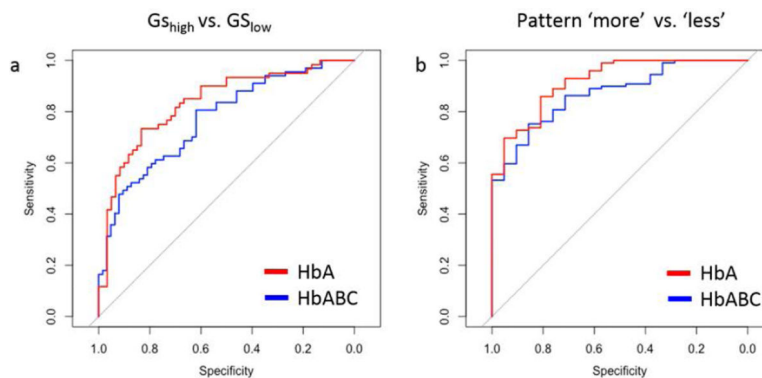 Gs_high vs. GS_low
a
1.0
0.8
0.6
0.4
0.2
0.0
Sensitivity
HbA
HbABC
1.0 0.8 0.6 0.4 0.2 0.0
Specificity
Pattern ‘more’ vs. ‘less’
b
1.0
0.8
0.6
0.4
0.2
0.0
Sensitivity
HbA
HbABC
1.0 0.8 0.6 0.4 0.2 0.0
Specificity